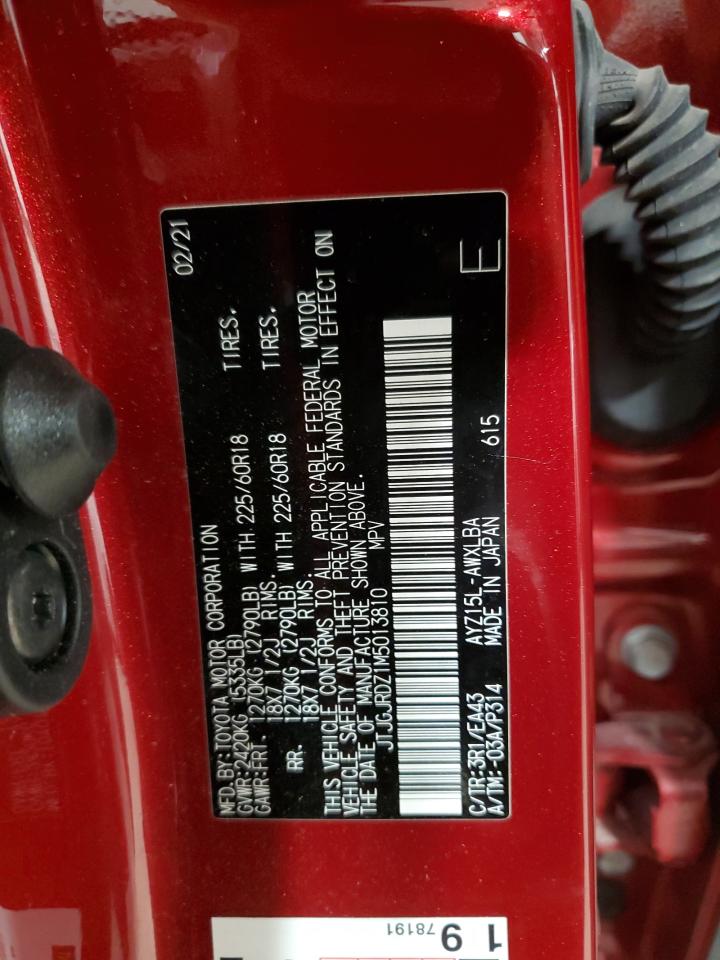 MFD. BY:TOYOTA MOTOR CORPORATION 02/21
GVWR:2420KG (5335LB)
GAWR:FRT. 1270KG (2790LB) WITH 225/60R18 TIRES.
18X7 1/2J RIMS.
RR. 1270KG (2790LB) WITH 225/60R18 TIRES.
18X7 1/2J RIMS.
THIS VEHICLE CONFORMS TO ALL APPLICABLE FEDERAL MOTOR
VEHICLE SAFETY AND THEFT PREVENTION STANDARDS IN EFFECT ON
THE DATE OF MANUFACTURE SHOWN ABOVE.
JTJGJRDZ1M5013810 MPV
C/TR:3R1/EA43 AYZ15L-AWXLBA 615 E
A/TM:-03A/P314 MADE IN JAPAN
19
78191